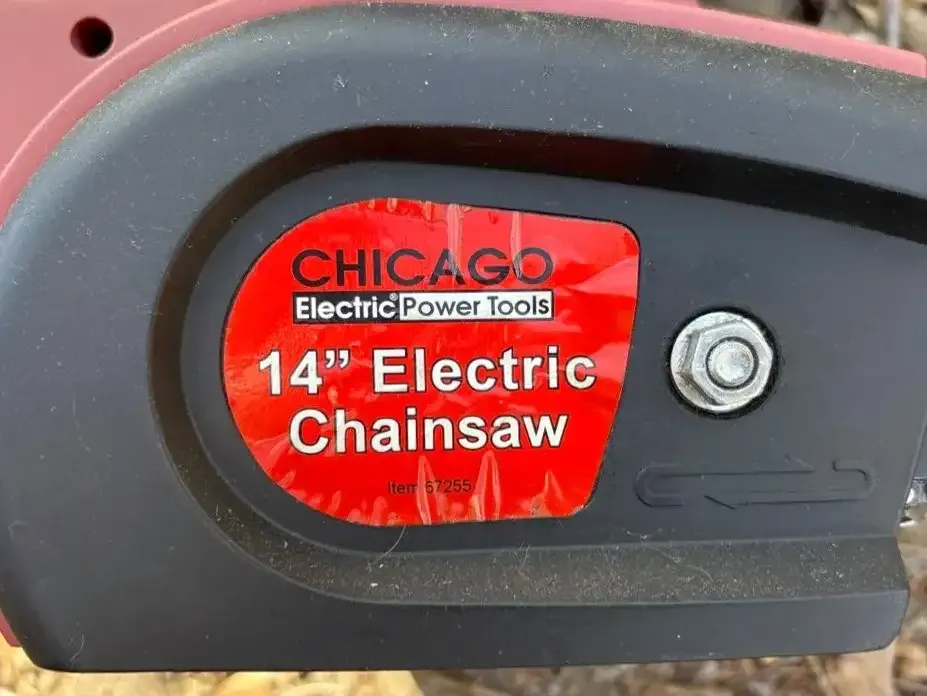 CHICAGO
Electric® Power Tools
14” Electric
Chainsaw
Item 67255